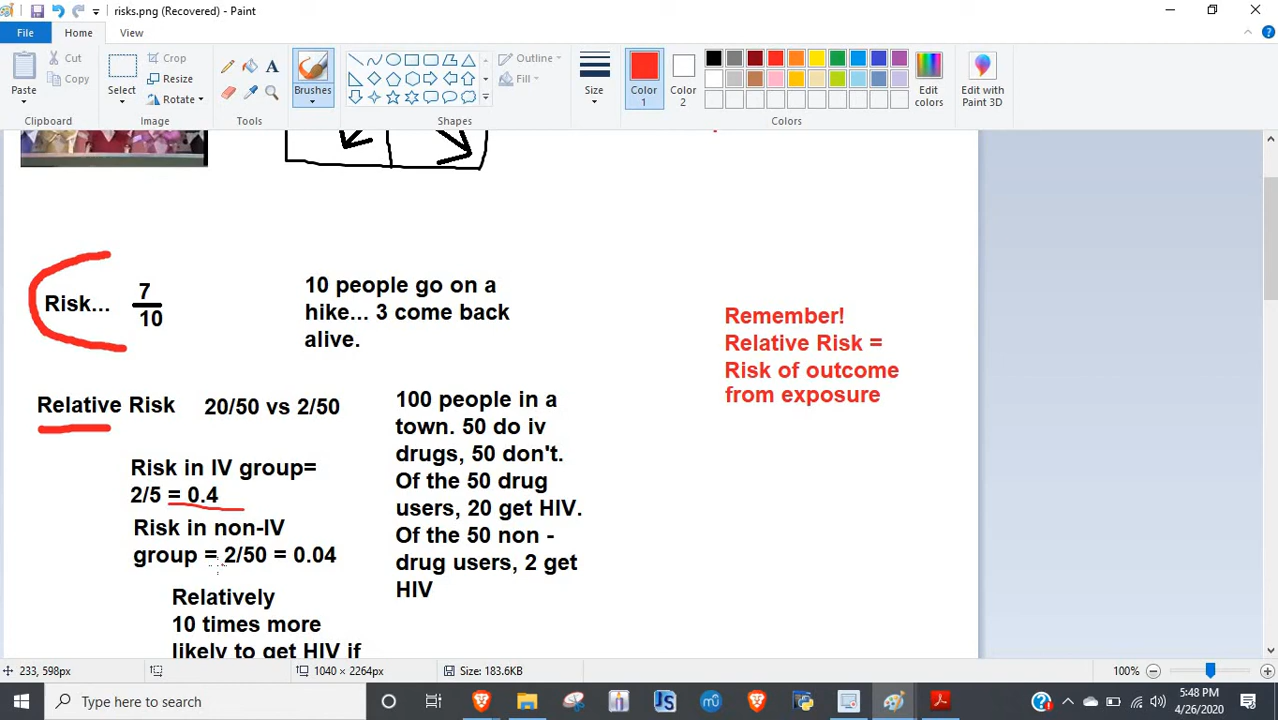 risks.png (Recovered) - Paint
File
Home
View
Paste
Cut
Copy
Clipboard
Select
Crop
Resize
Rotate
Image
A
Tools
Brushes
Shapes
Outline
Fill
Size
Color
1
Color
2
Edit
colors
Colors
Edit with
Paint 3D
Risk...
7
10
10 people go on a
hike... 3 come back
alive.
Remember!
Relative Risk =
Risk of outcome
from exposure
Relative Risk
20/50 vs 2/50
Risk in IV group=
2/5 = 0.4
Risk in non-IV
group = 2/50 = 0.04
Relatively
10 times more
likely to get HIV if
100 people in a
town. 50 do iv
drugs, 50 don't.
Of the 50 drug
users, 20 get HIV.
Of the 50 non -
drug users, 2 get
HIV
233, 598px
1040 × 2264px
Size: 183.6KB
100%
Type here to search
5:48 PM
4/26/2020